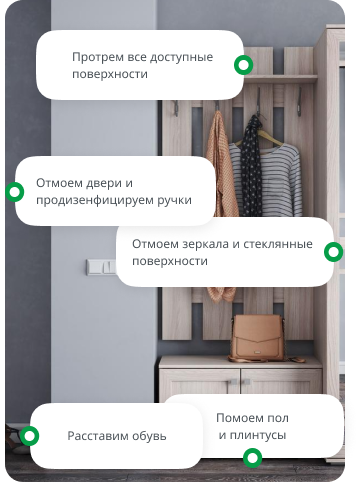 Протрем все доступные
поверхности
Отмоем двери и
продизенфицируем ручки
Отмоем зеркала и стеклянные
поверхности
Помоем пол
и плинтусы
Расставим обувь